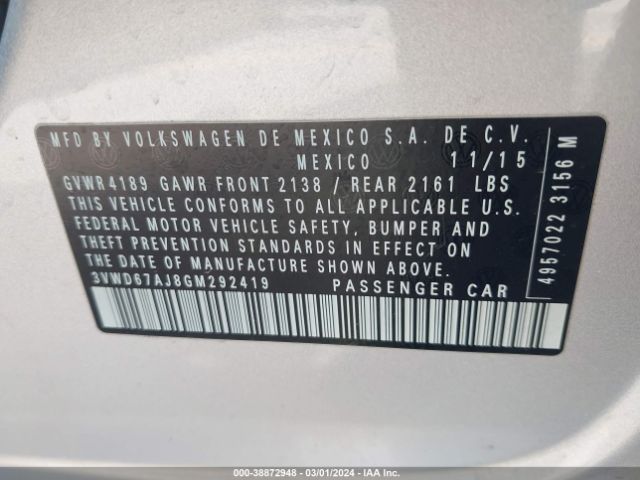 MFD BY VOLKSWAGEN DE MEXICO S.A. DE C.V.
MEXICO 11/15
GVWR 4189 GAWR FRONT 2138 / REAR 2161 LBS
THIS VEHICLE CONFORMS TO ALL APPLICABLE U.S.
FEDERAL MOTOR VEHICLE SAFETY, BUMPER AND
THEFT PREVENTION STANDARDS IN EFFECT ON
THE DATE OF MANUFACTURE SHOWN ABOVE.
3VWD67AJ8GM292419 PASSENGER CAR
4957022 3156 M
000-38872948 - 03/01/2024 - IAA Inc.